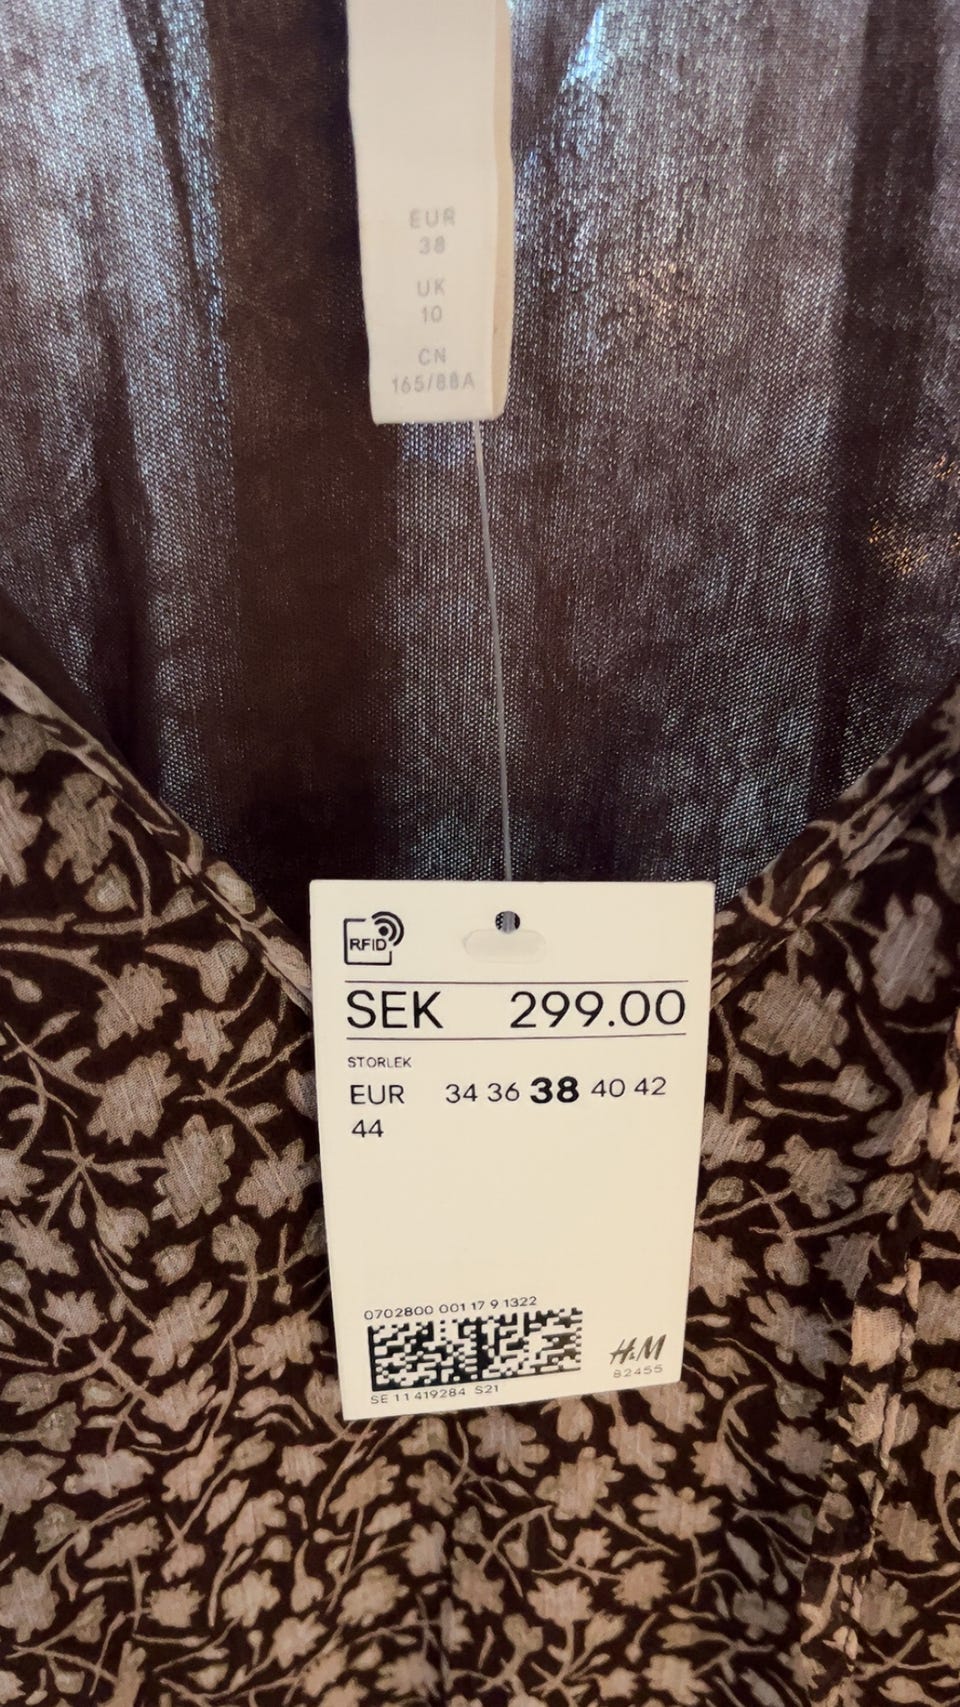 EUR
38
UK
10
CN
165/88A
RFID
SEK 299.00
STORLEK
EUR 34 36 38 40 42
44
0702800 001 17 9 1322
H&M
82455
SE 11 419284 S21